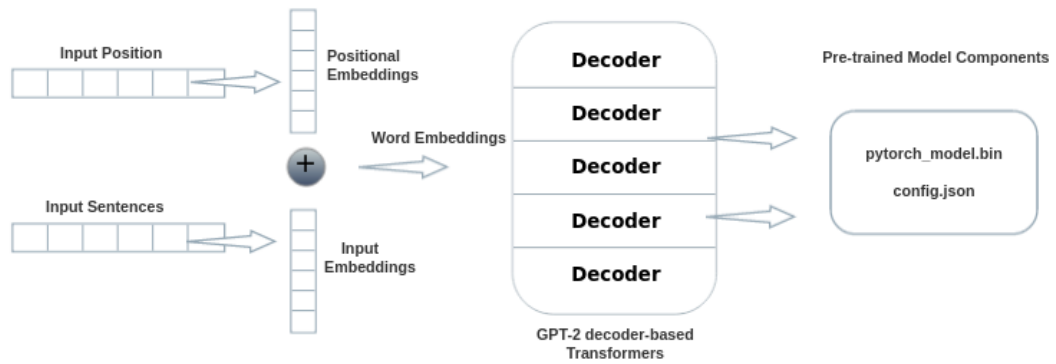 Input Position
Positional
Embeddings
+
Word Embeddings
Input Sentences
Input
Embeddings
Decoder
Decoder
Decoder
Decoder
Decoder
GPT-2 decoder-based
Transformers
Pre-trained Model Components
pytorch_model.bin
config.json